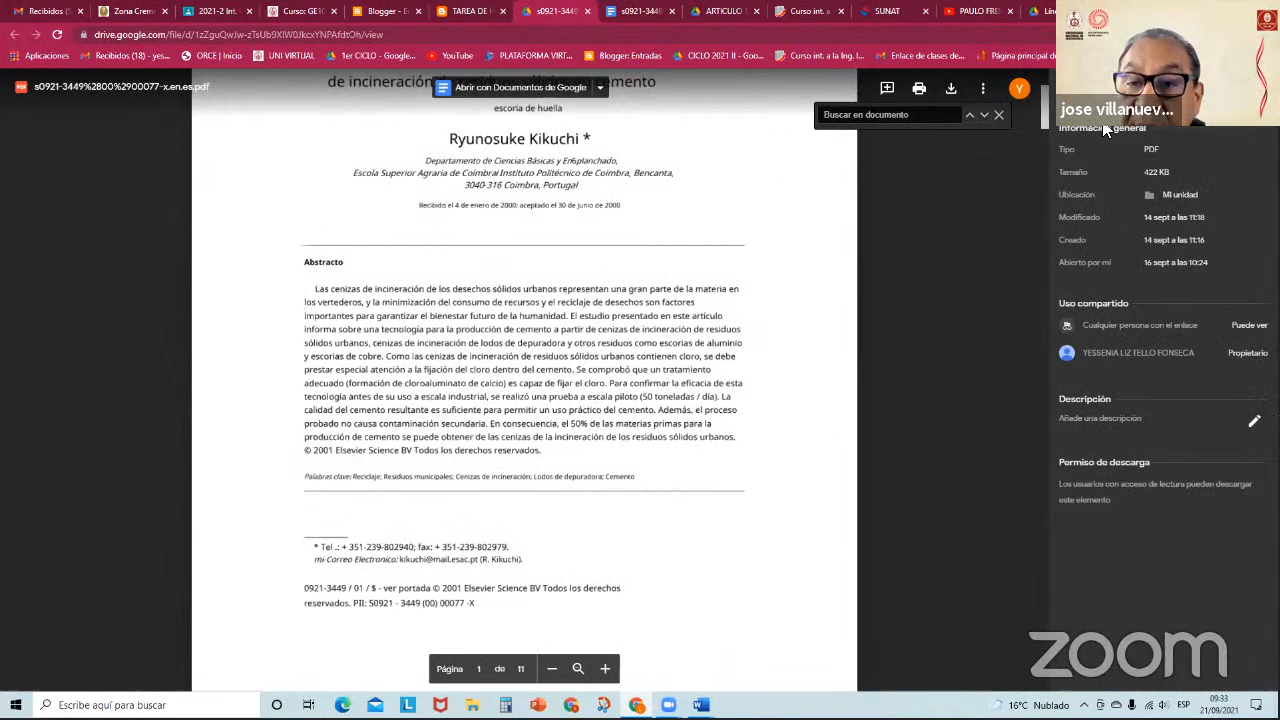 Recibidos (3) - yes
Zona Crema
2021-2 Int
ARTICULO1
s0921-3449
s0921-3449
ARTICULO 1
Cono
SUNAT
PAULO FRE
drive.google.com/file/d/1zZguQwJw-zTsUb9XIW0JkcxYNPAfdtOh/view
Aplicaciones
Recibidos (18) - yes...
ORCE | Inicio
UNI VIRTUAL
1er CICLO - Google...
YouTube
PLATAFORMA VIRT...
Blogger: Entradas
CICLO 2021 II - Goo...
Curso int. a la Ing. I...
Enlace de clases de...
Página principal d
s0921-3449%2800%290077-x.en.es.pdf
de incineración
cemento
Abrir con Documentos de Google
escoria de huella
Buscar en documento
Y
jose villanuev...
Ryunosuke Kikuchi *
Departamento de Ciencias Básicas y Enƃplanchado,
Escola Superior Agraria de Coimbral Instituto Politécnico de Coimbra, Bencanta,
3040-316 Coimbra, Portugal
Recibido el 4 de enero de 2000; aceptado el 30 de junio de 2000
Abstracto
Las cenizas de incineración de los desechos sólidos urbanos representan una gran parte de la materia en
los vertederos, y la minimización del consumo de recursos y el reciclaje de desechos son factores
importantes para garantizar el bienestar futuro de la humanidad. El estudio presentado en este artículo
informa sobre una tecnología para la producción de cemento a partir de cenizas de incineración de residuos
sólidos urbanos, cenizas de incineración de lodos de depuradora y otros residuos como escorias de aluminio
y escorias de cobre. Como las cenizas de incineración de residuos sólidos urbanos contienen cloro, se debe
prestar especial atención a la fijación del cloro dentro del cemento. Se comprobó que un tratamiento
adecuado (formación de cloroaluminato de calcio) es capaz de fijar el cloro. Para confirmar la eficacia de esta
tecnología antes de su uso a escala industrial, se realizó una prueba a escala piloto (50 toneladas / día). La
calidad del cemento resultante es suficiente para permitir un uso práctico del cemento. Además, el proceso
probado no causa contaminación secundaria. En consecuencia, el 50% de las materias primas para la
producción de cemento se puede obtener de las cenizas de la incineración de los residuos sólidos urbanos.
© 2001 Elsevier Science BV Todos los derechos reservados.
Palabras clave: Reciclaje; Residuos municipales; Cenizas de incineración; Lodos de depuradora; Cemento
* Tel .: + 351-239-802940; fax: + 351-239-802979.
mi-Correo Electronico: kikuchi@mail.esac.pt (R. Kikuchi).
0921-3449 / 01 / $ - ver portada © 2001 Elsevier Science BV Todos los derechos
reservados. PII: S0921 - 3449 (00) 00077 -X
Página 1 de 11
Información general
Tipo PDF
Tamaño 422 KB
Ubicación Mi unidad
Modificado 14 sept a las 11:18
Creado 14 sept a las 11:16
Abierto por mí 16 sept a las 10:24
Uso compartido
Cualquier persona con el enlace Puede ver
YESSENIA LIZ TELLO FONSECA Propietario
Descripción
Añade una descripción
Permiso de descarga
Los usuarios con acceso de lectura pueden descargar
este elemento
zoom
Escribe aquí para buscar
16°C
Nublado
ESP
09:33
21/09/2021